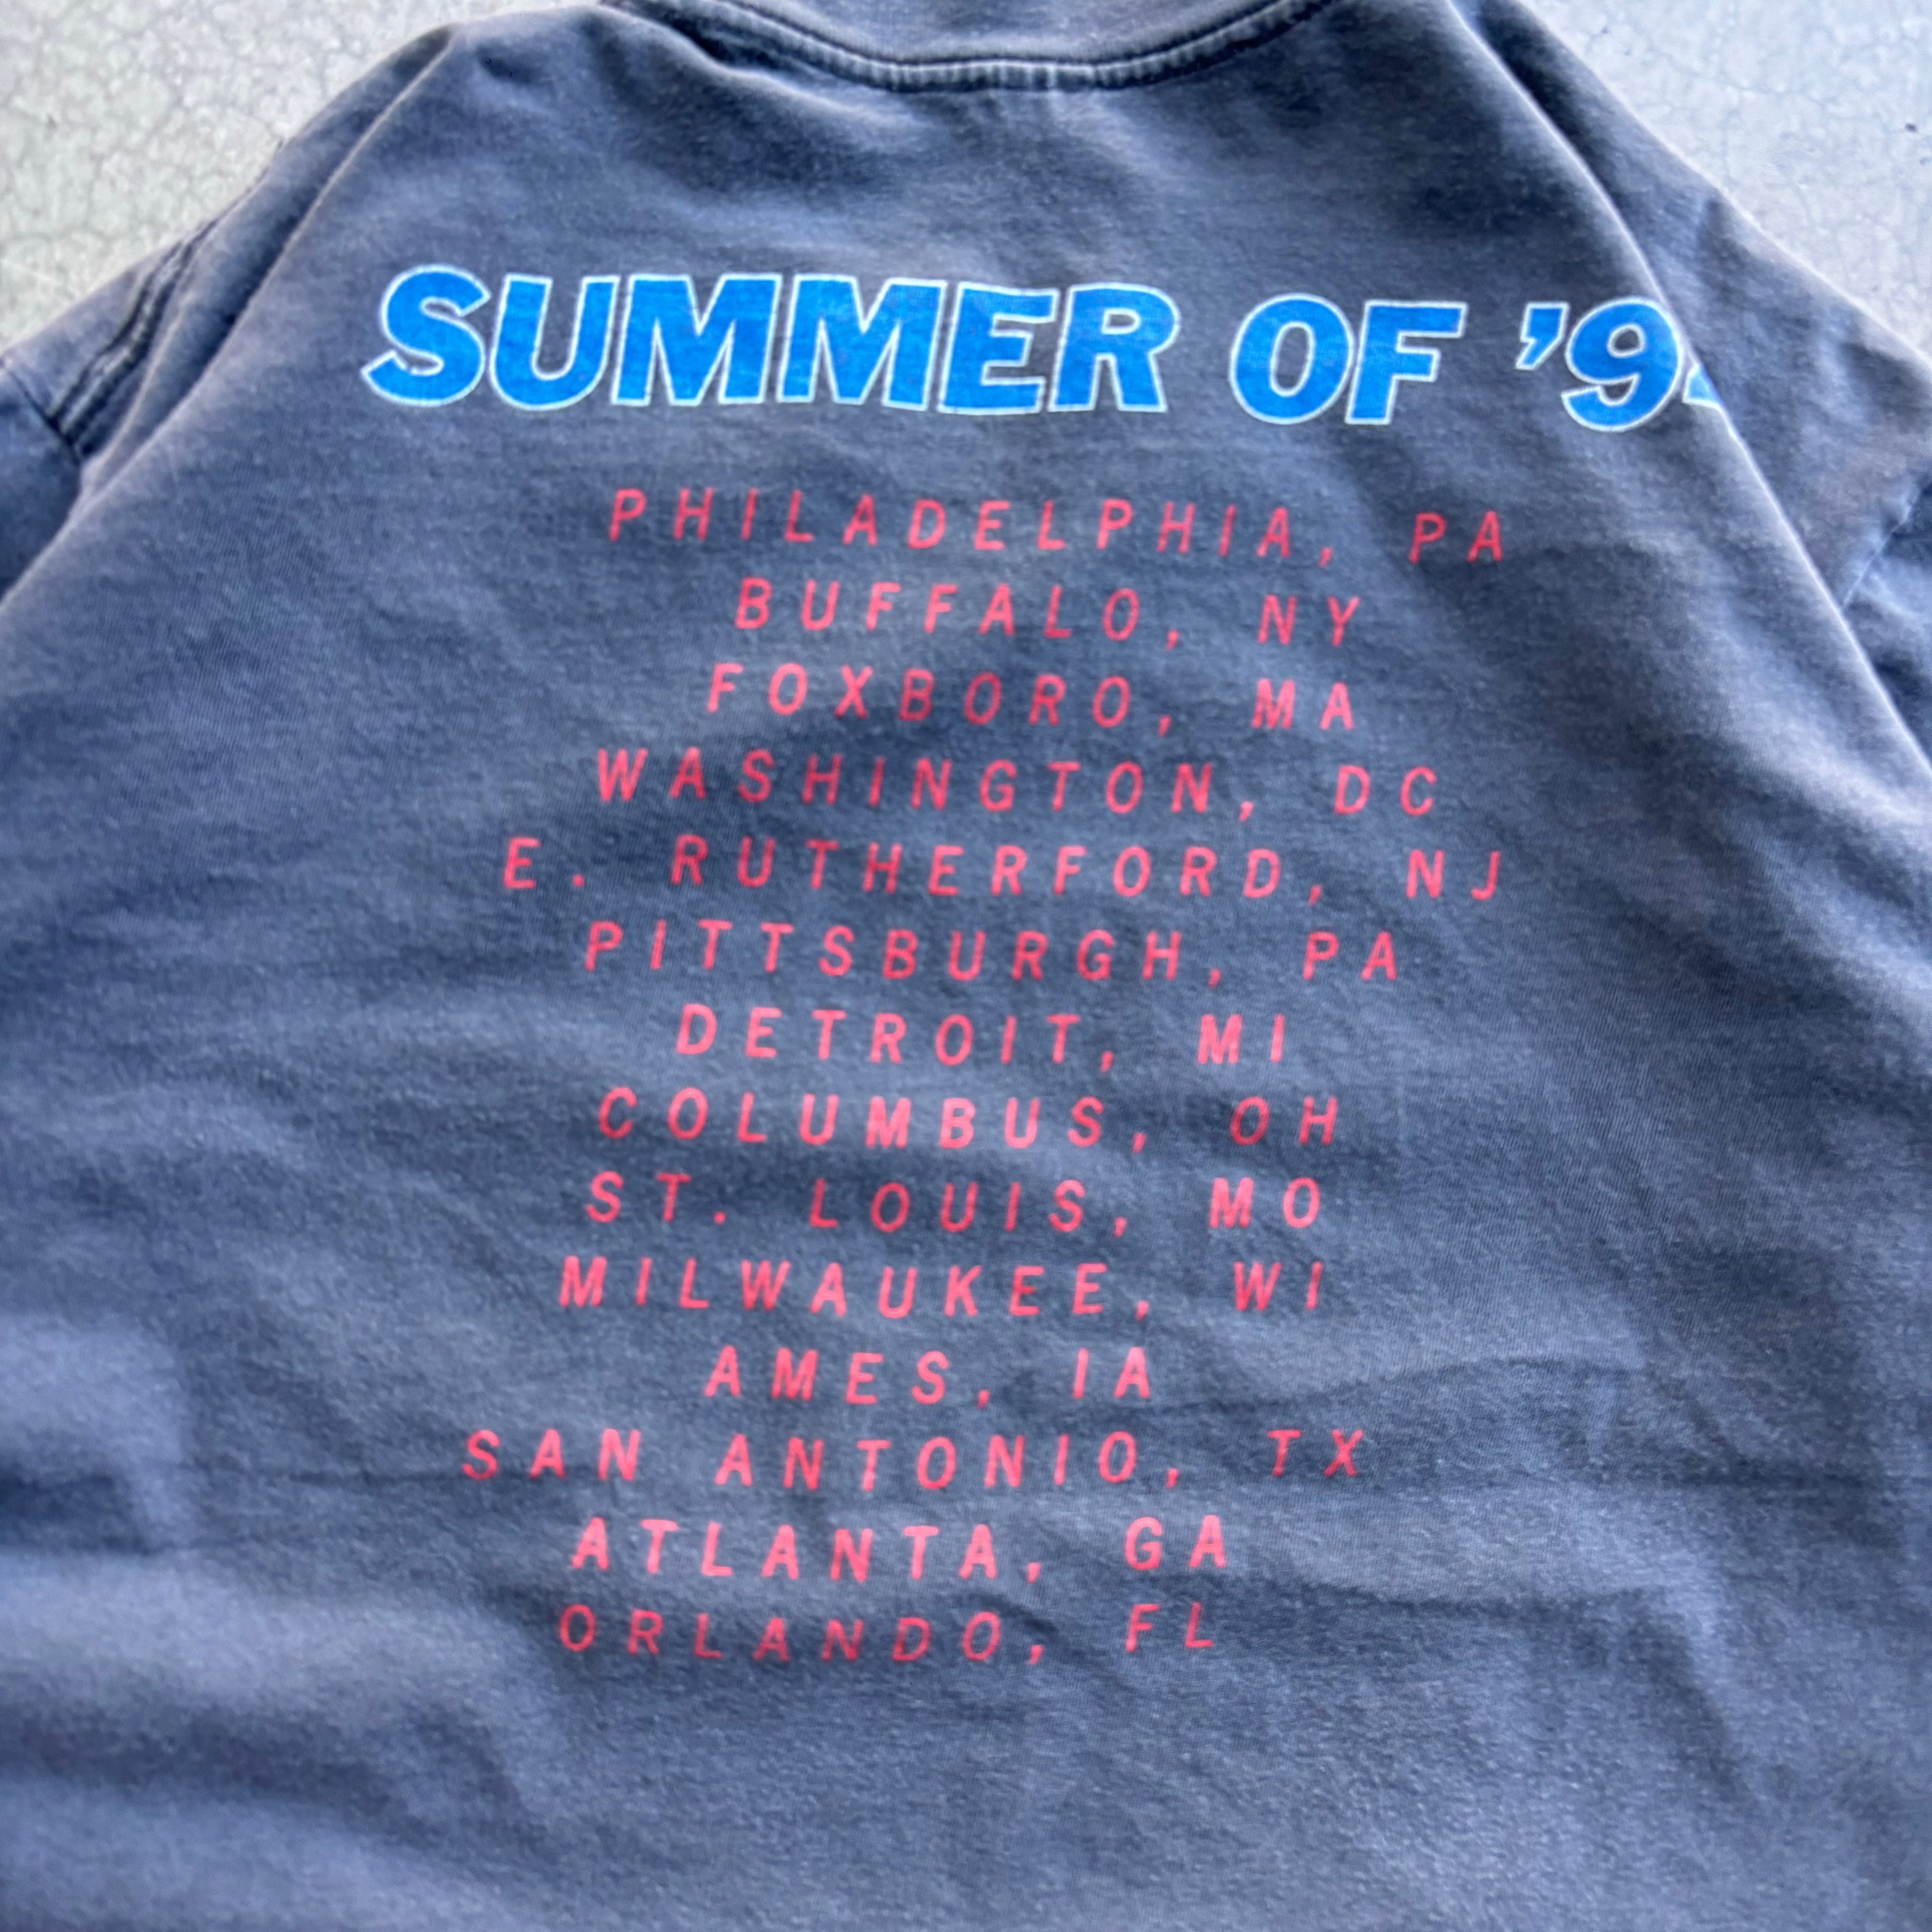 SUMMER OF '94
PHILADELPHIA, PA
BUFFALO, NY
FOXBORO, MA
WASHINGTON, DC
E. RUTHERFORD, NJ
PITTSBURGH, PA
DETROIT, MI
COLUMBUS, OH
ST. LOUIS, MO
MILWAUKEE, WI
AMES, IA
SAN ANTONIO, TX
ATLANTA, GA
ORLANDO, FL